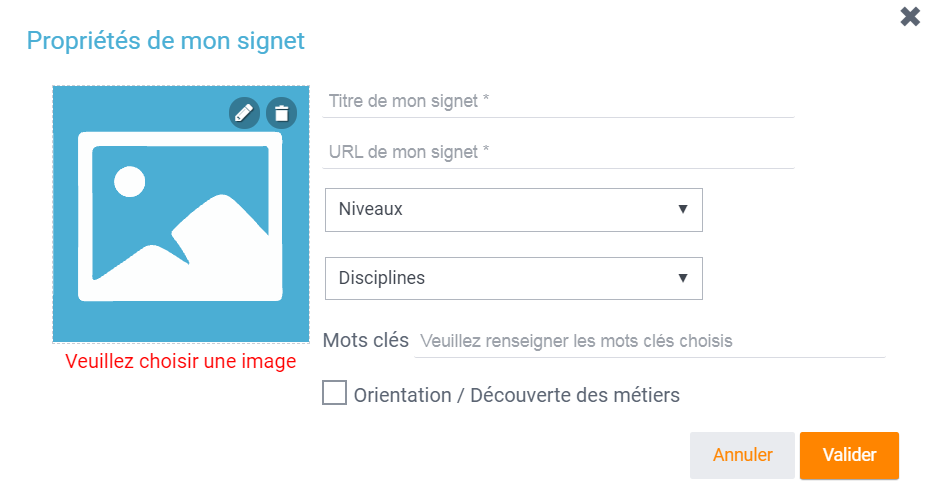 Propriétés de mon signet
Titre de mon signet *
URL de mon signet *
Niveaux
Disciplines
Mots clés Veuillez renseigner les mots clés choisis
Veuillez choisir une image
Orientation / Découverte des métiers
Annuler Valider